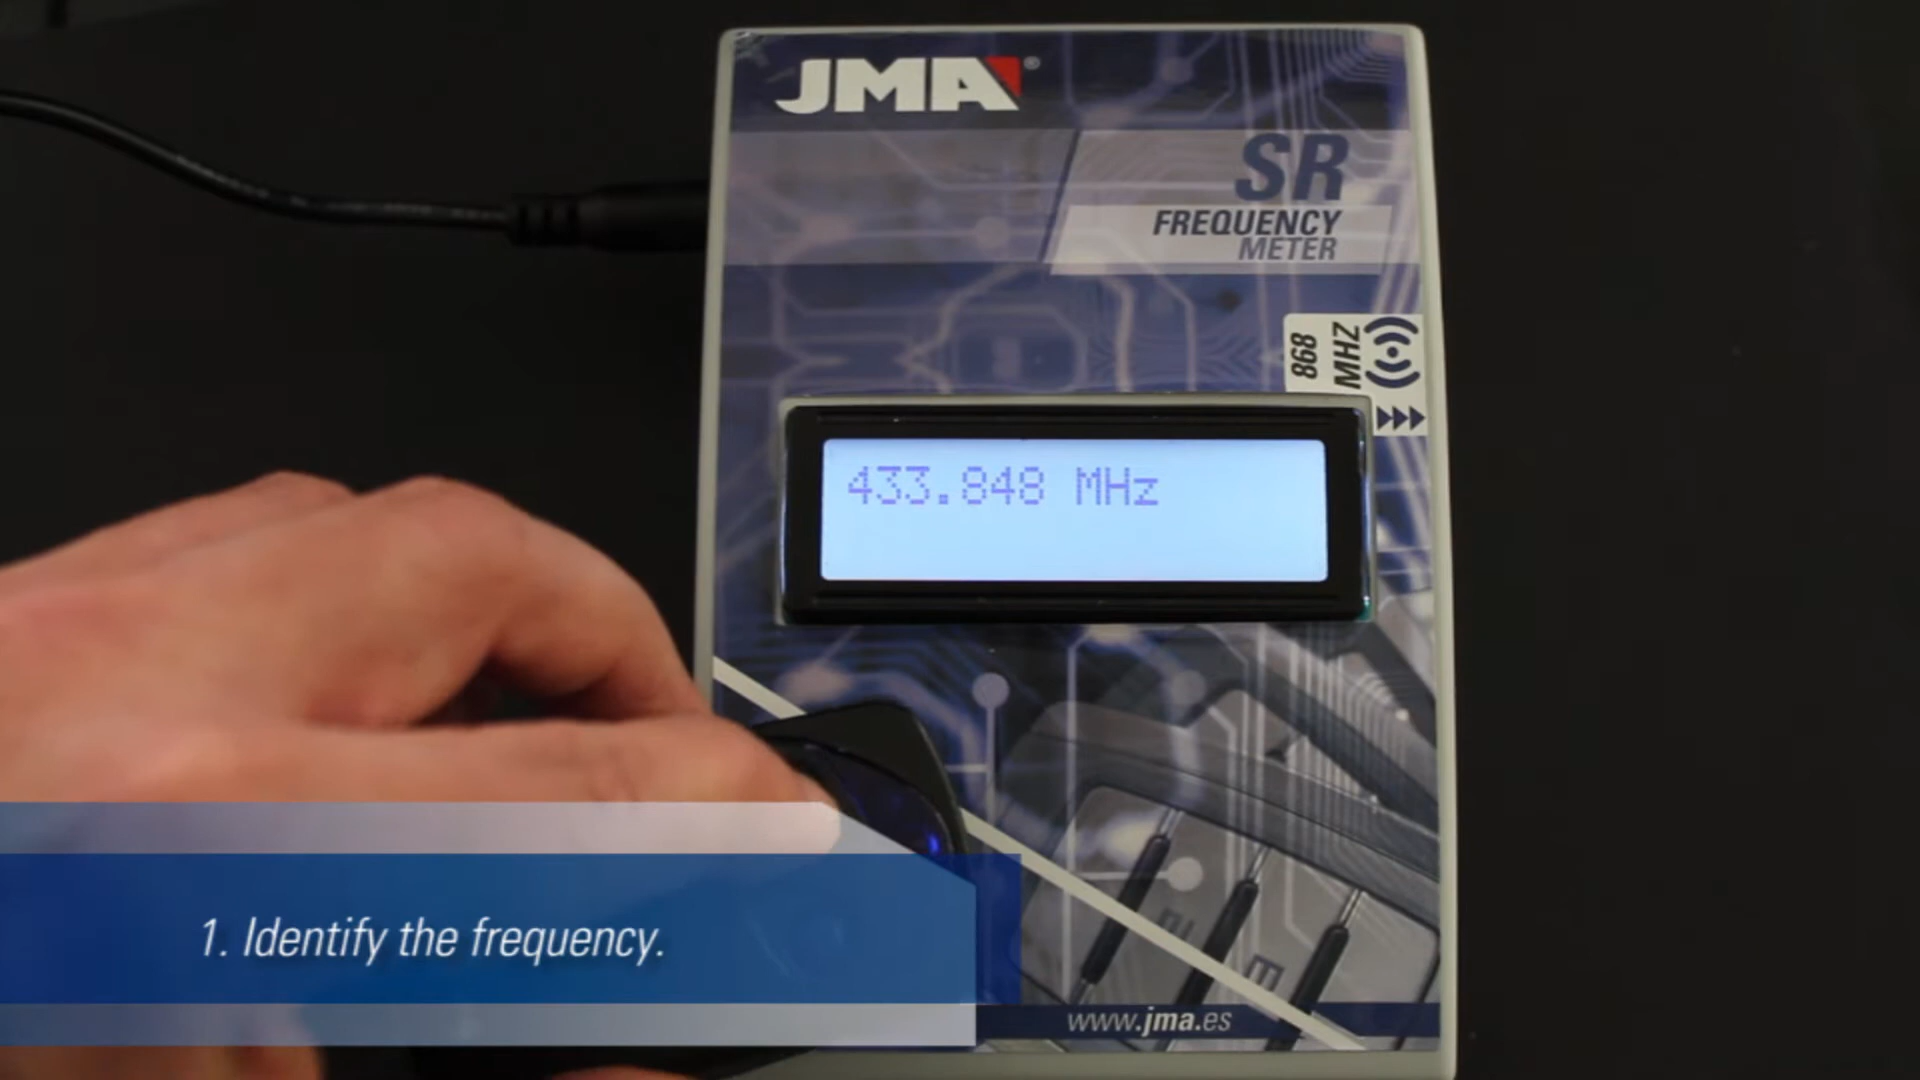 JMA®
SR
FREQUENCY
METER
868
MHZ
433.848 MHz
1. Identify the frequency.
www.jma.es